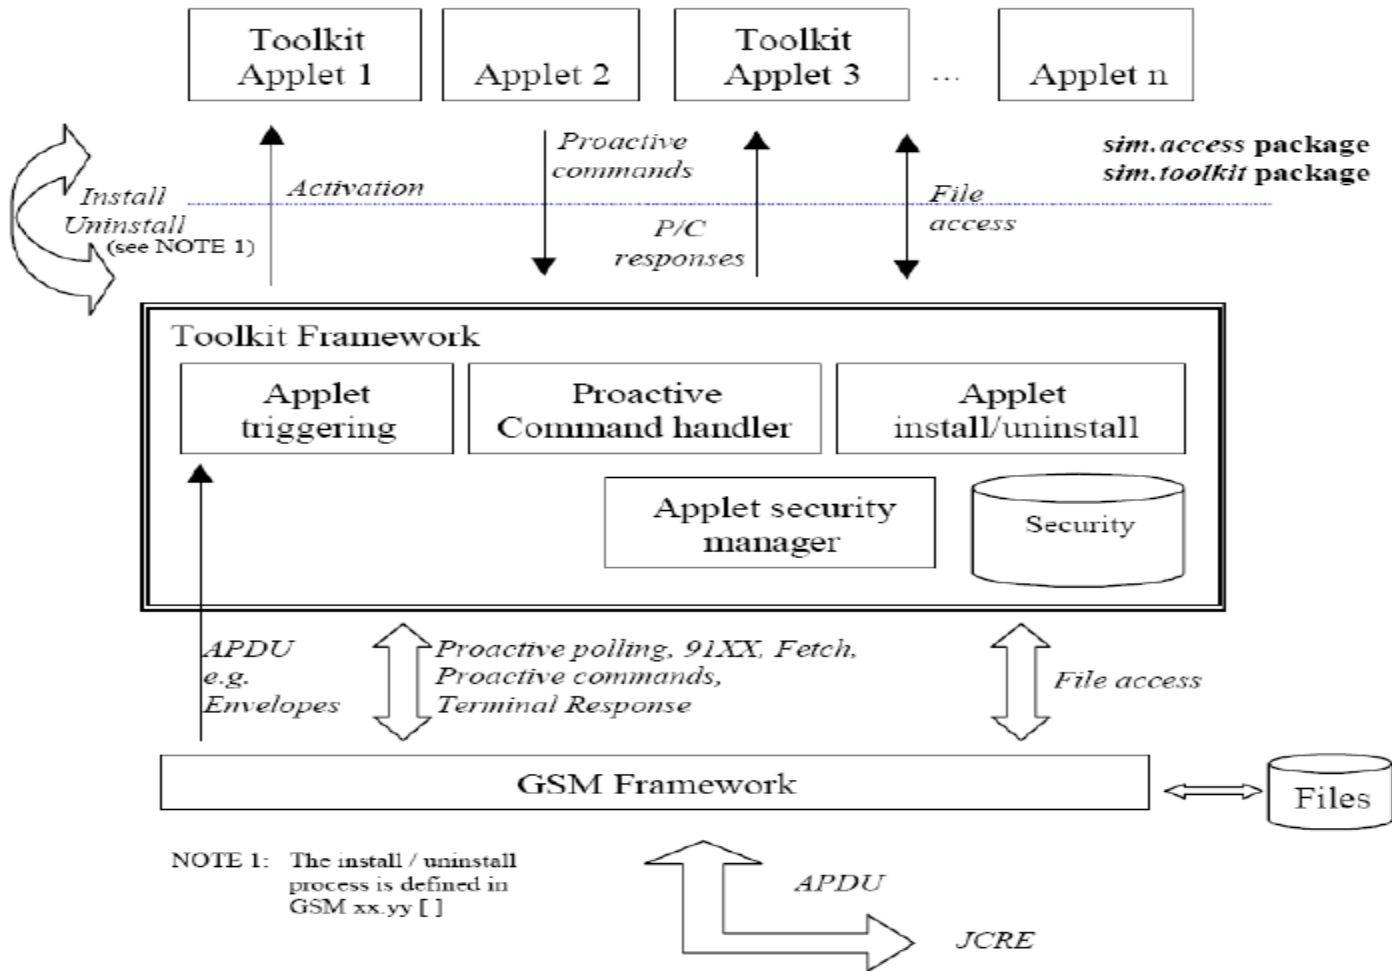 Toolkit
Applet 1
Applet 2
Toolkit
Applet 3
...
Applet n
Install
Uninstall
(see NOTE 1)
Activation
Proactive
commands
P/C
responses
File
access
sim.access package
sim.toolkit package
Toolkit Framework
Applet
triggering
Proactive
Command handler
Applet
install/uninstall
Applet security
manager
Security
APDU
e.g.
Envelopes
Proactive polling, 91XX, Fetch,
Proactive commands,
Terminal Response
File access
GSM Framework
Files
NOTE 1: The install / uninstall
process is defined in
GSM xx.yy [ ]
APDU
JCRE